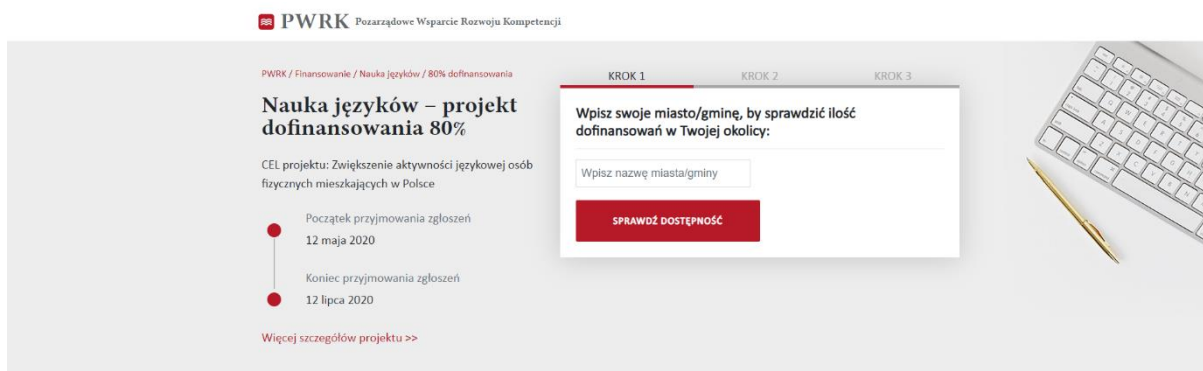 PWRK Pozarządowe Wsparcie Rozwoju Kompetencji
PWRK / Finansowanie / Nauka języków / 80% dofinansowania
Nauka języków – projekt
dofinansowania 80%
CEL projektu: Zwiększenie aktywności językowej osób
fizycznych mieszkających w Polsce
Początek przyjmowania zgłoszeń
12 maja 2020
Koniec przyjmowania zgłoszeń
12 lipca 2020
Więcej szczegółów projektu >>
KROK 1 KROK 2 KROK 3
Wpisz swoje miasto/gminę, by sprawdzić ilość
dofinansowań w Twojej okolicy:
Wpisz nazwę miasta/gminy
SPRAWDŹ DOSTĘPNOŚĆ